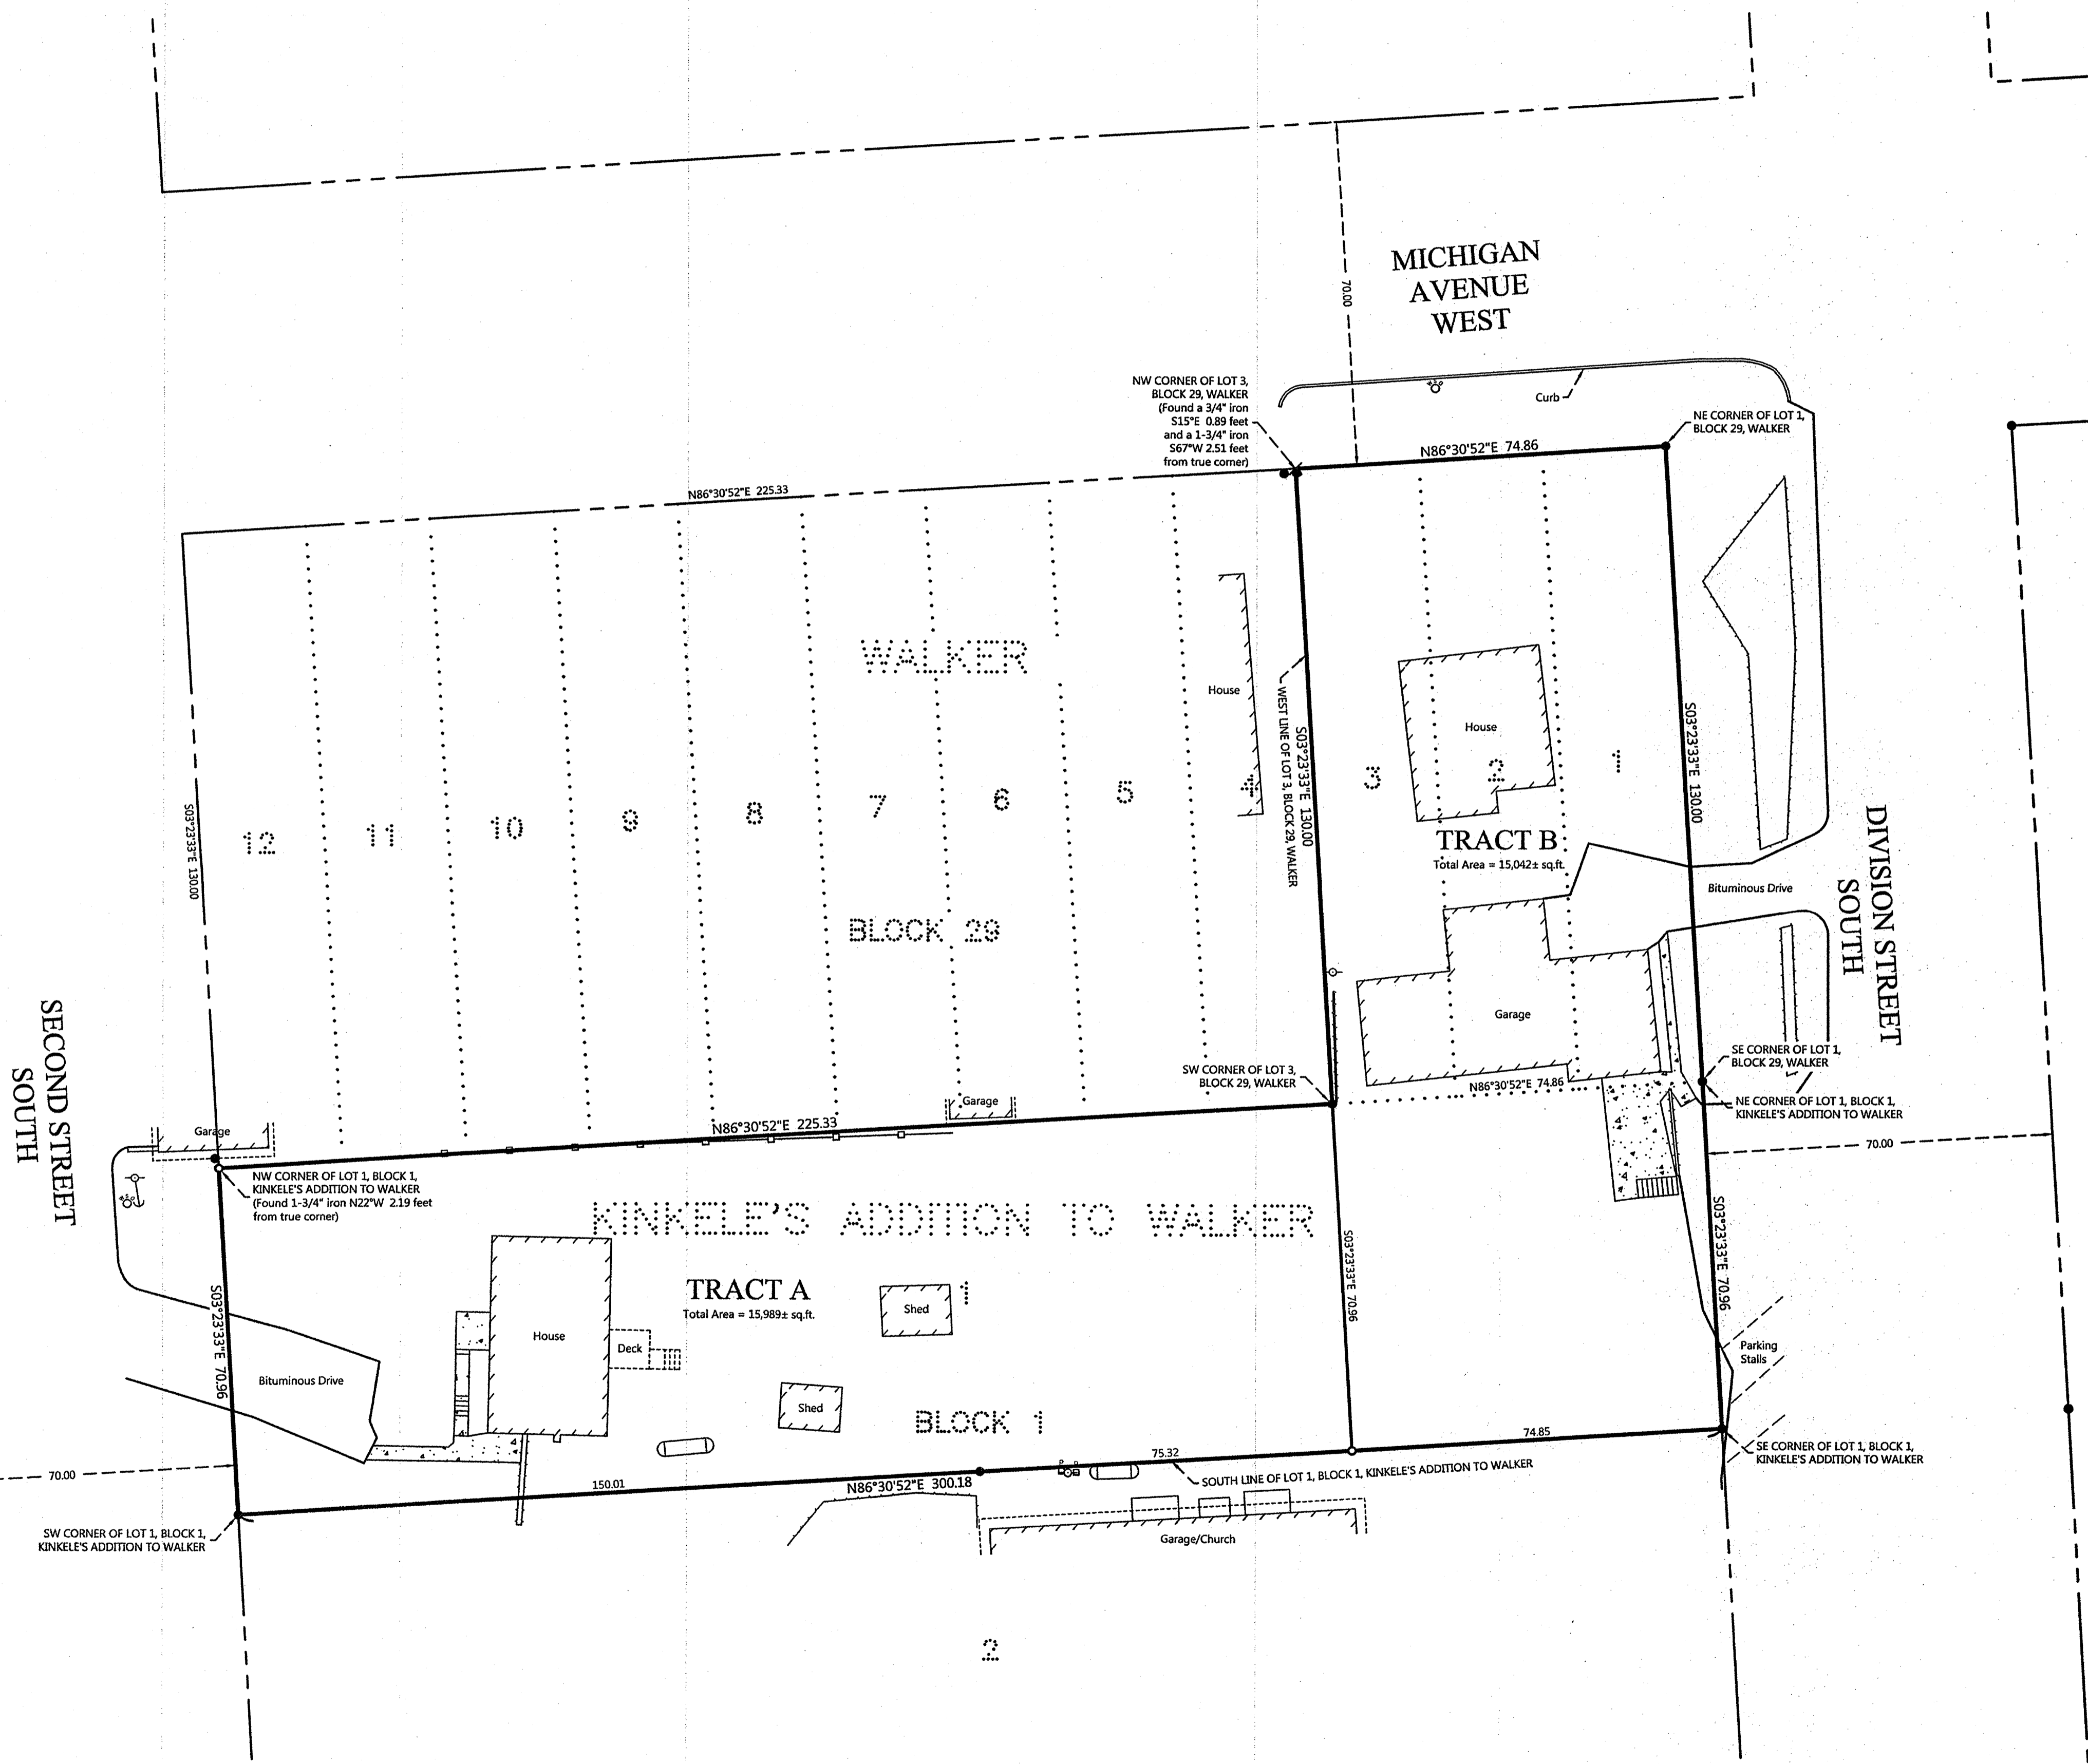 MICHIGAN
AVENUE
WEST
70.00
NW CORNER OF LOT 3,
BLOCK 29, WALKER
(Found a 3/4" iron
S15°E 0.89 feet
and a 1-3/4" iron
S67°W 2.51 feet
from true corner)
Curb
NE CORNER OF LOT 1,
BLOCK 29, WALKER
N86°30'52"E 74.86
N86°30'52"E 225.33
WALKER
House
WEST LINE OF LOT 3, BLOCK 29, WALKER
S03°23'33"E 130.00
House
S03°23'33"E 130.00
S03°23'33"E 130.00
12
11
10
9
8
7
6
5
4
3
2
1
TRACT B
Total Area = 15,042± sq.ft.
Bituminous Drive
DIVISION STREET
SOUTH
BLOCK 29
Garage
SECOND STREET
SOUTH
SW CORNER OF LOT 3,
BLOCK 29, WALKER
N86°30'52"E 74.86
SE CORNER OF LOT 1,
BLOCK 29, WALKER
NE CORNER OF LOT 1, BLOCK 1,
KINKELE'S ADDITION TO WALKER
70.00
Garage
Garage
N86°30'52"E 225.33
NW CORNER OF LOT 1, BLOCK 1,
KINKELE'S ADDITION TO WALKER
(Found 1-3/4" iron N22°W 2.19 feet
from true corner)
KINKELE'S ADDITION TO WALKER
S03°23'33"E 70.96
S03°23'33"E 70.96
S03°23'33"E 70.96
TRACT A
Total Area = 15,989± sq.ft.
Shed
1
House
Deck
Parking
Stalls
Bituminous Drive
Shed
BLOCK 1
74.85
75.32
SE CORNER OF LOT 1, BLOCK 1,
KINKELE'S ADDITION TO WALKER
SOUTH LINE OF LOT 1, BLOCK 1, KINKELE'S ADDITION TO WALKER
70.00
150.01
N86°30'52"E 300.18
SW CORNER OF LOT 1, BLOCK 1,
KINKELE'S ADDITION TO WALKER
Garage/Church
2